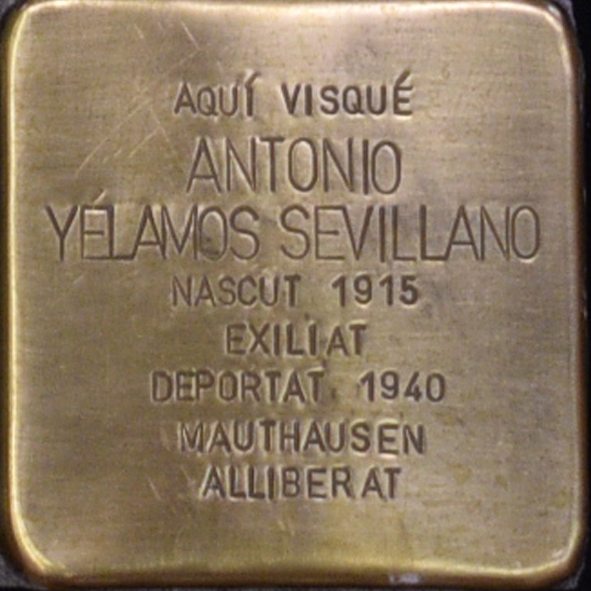 AQUÍ VISQUÉ
ANTONIO
YÉLAMOS SEVILLANO
NASCUT 1915
EXILIAT
DEPORTAT 1940
MAUTHAUSEN
ALLIBERAT